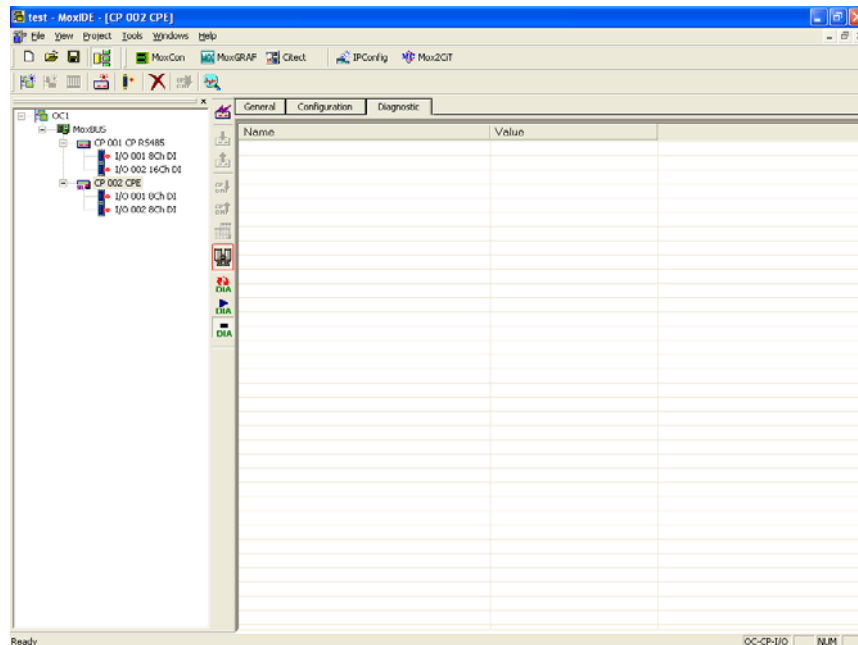 test - MoxIDE - [CP 002 CPE]
File View Project Tools Windows Help
MoxCon MoxGRAF Citect IPConfig Mox2CiT
General Configuration Diagnostic
Name Value
OC1
MoxBUS
CP 001 CP RS485
I/O 001 8Ch DI
I/O 002 16Ch DI
CP 002 CPE
I/O 001 8Ch DI
I/O 002 8Ch DI
DIA
DIA
DIA
Ready OC-CP-I/O NUM